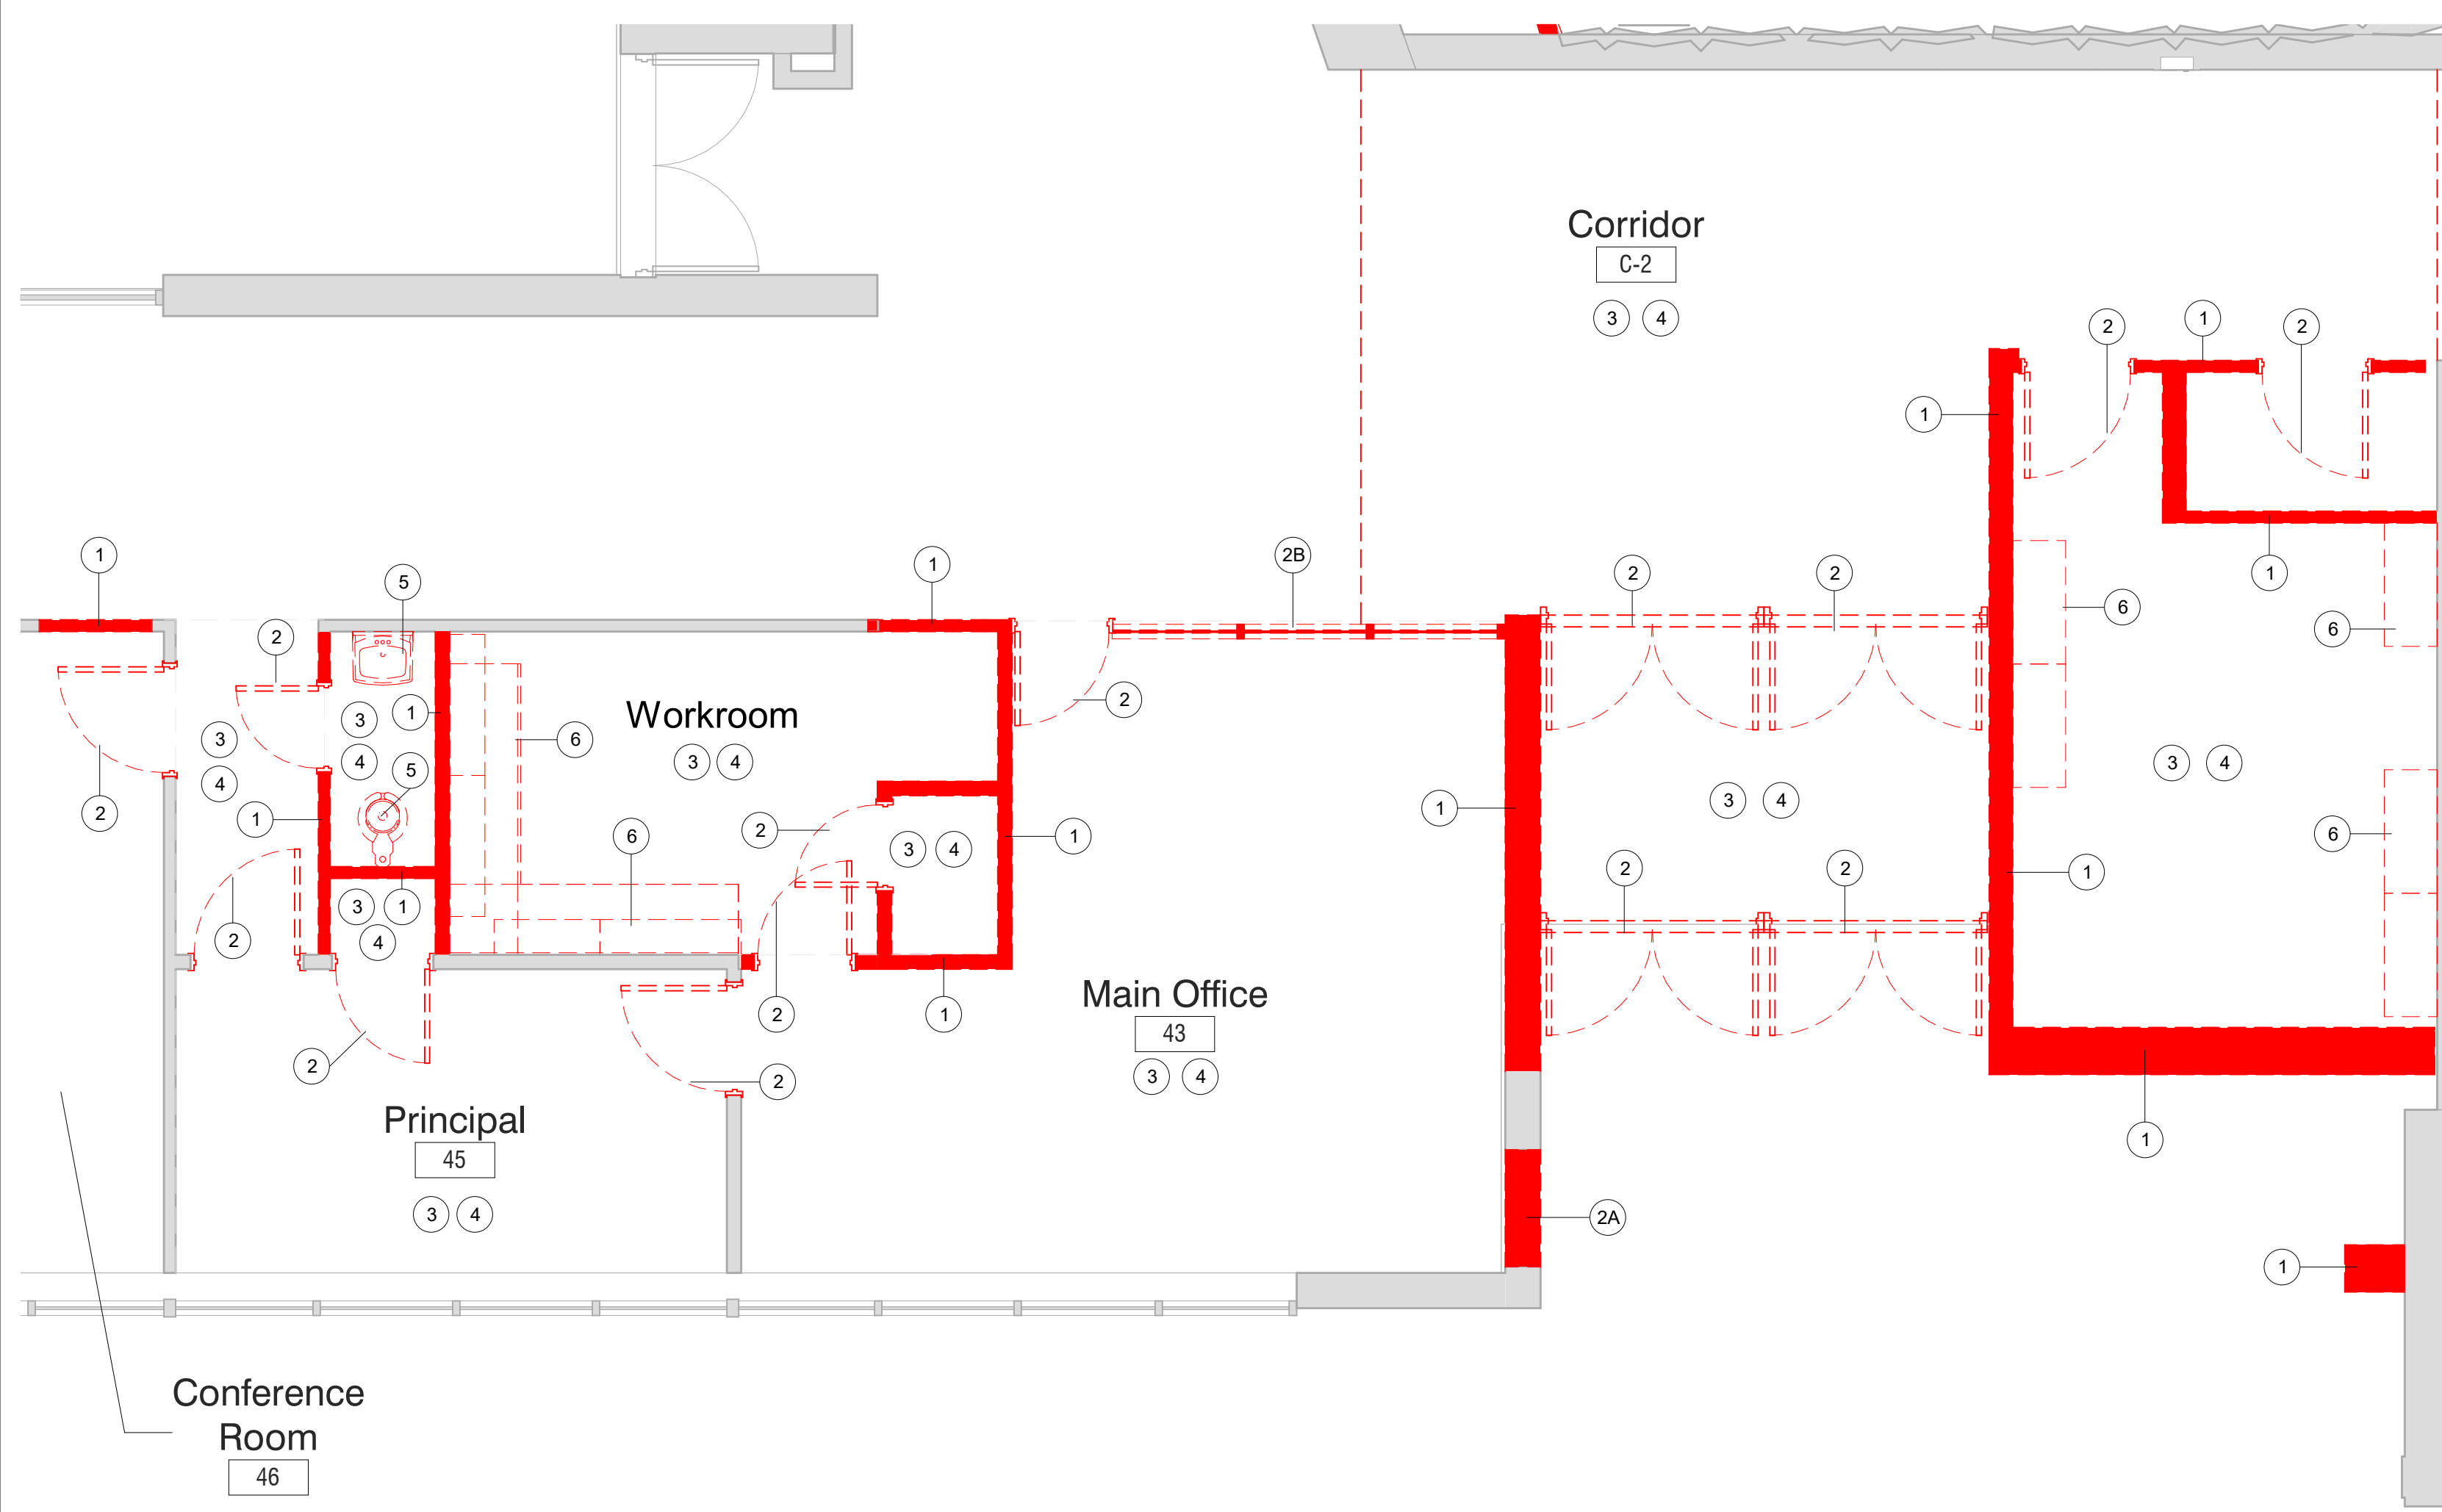 Corridor
C-2
3 4
2 1 2
1
1 5 1 2B 2 2 1
2 6 6
Workroom
3 1 2
3 6 3 4
4 5 3 4
4 3 4
2 1 2 1 1 6
6 3 4
2 2 1
3 1
4
2
Main Office
43
2 1
3 4
2 2
Principal
45
1
3 4
2A
1
Conference
Room
46